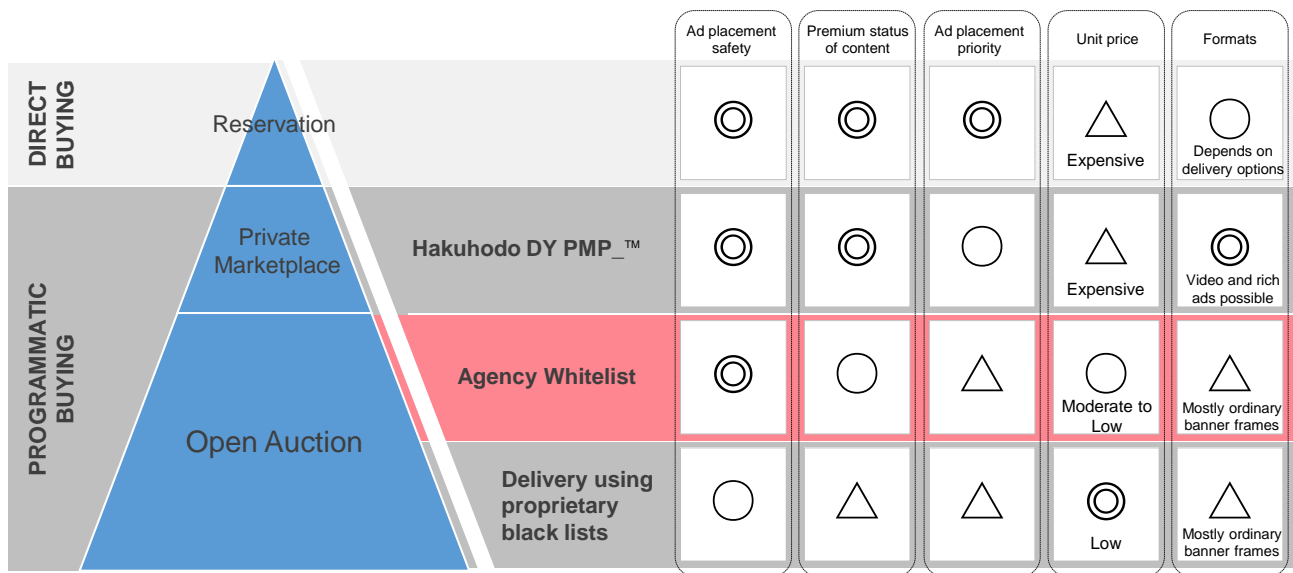 Ad placement
safety
Premium status
of content
Ad placement
priority
Unit price
Formats
DIRECT
BUYING
Reservation
Expensive
Depends on
delivery options
PROGRAMMATIC
BUYING
Private
Marketplace
Hakuhodo DY PMP_™
Expensive
Video and rich
ads possible
Agency Whitelist
Moderate to
Low
Mostly ordinary
banner frames
Open Auction
Delivery using
proprietary
black lists
Low
Mostly ordinary
banner frames